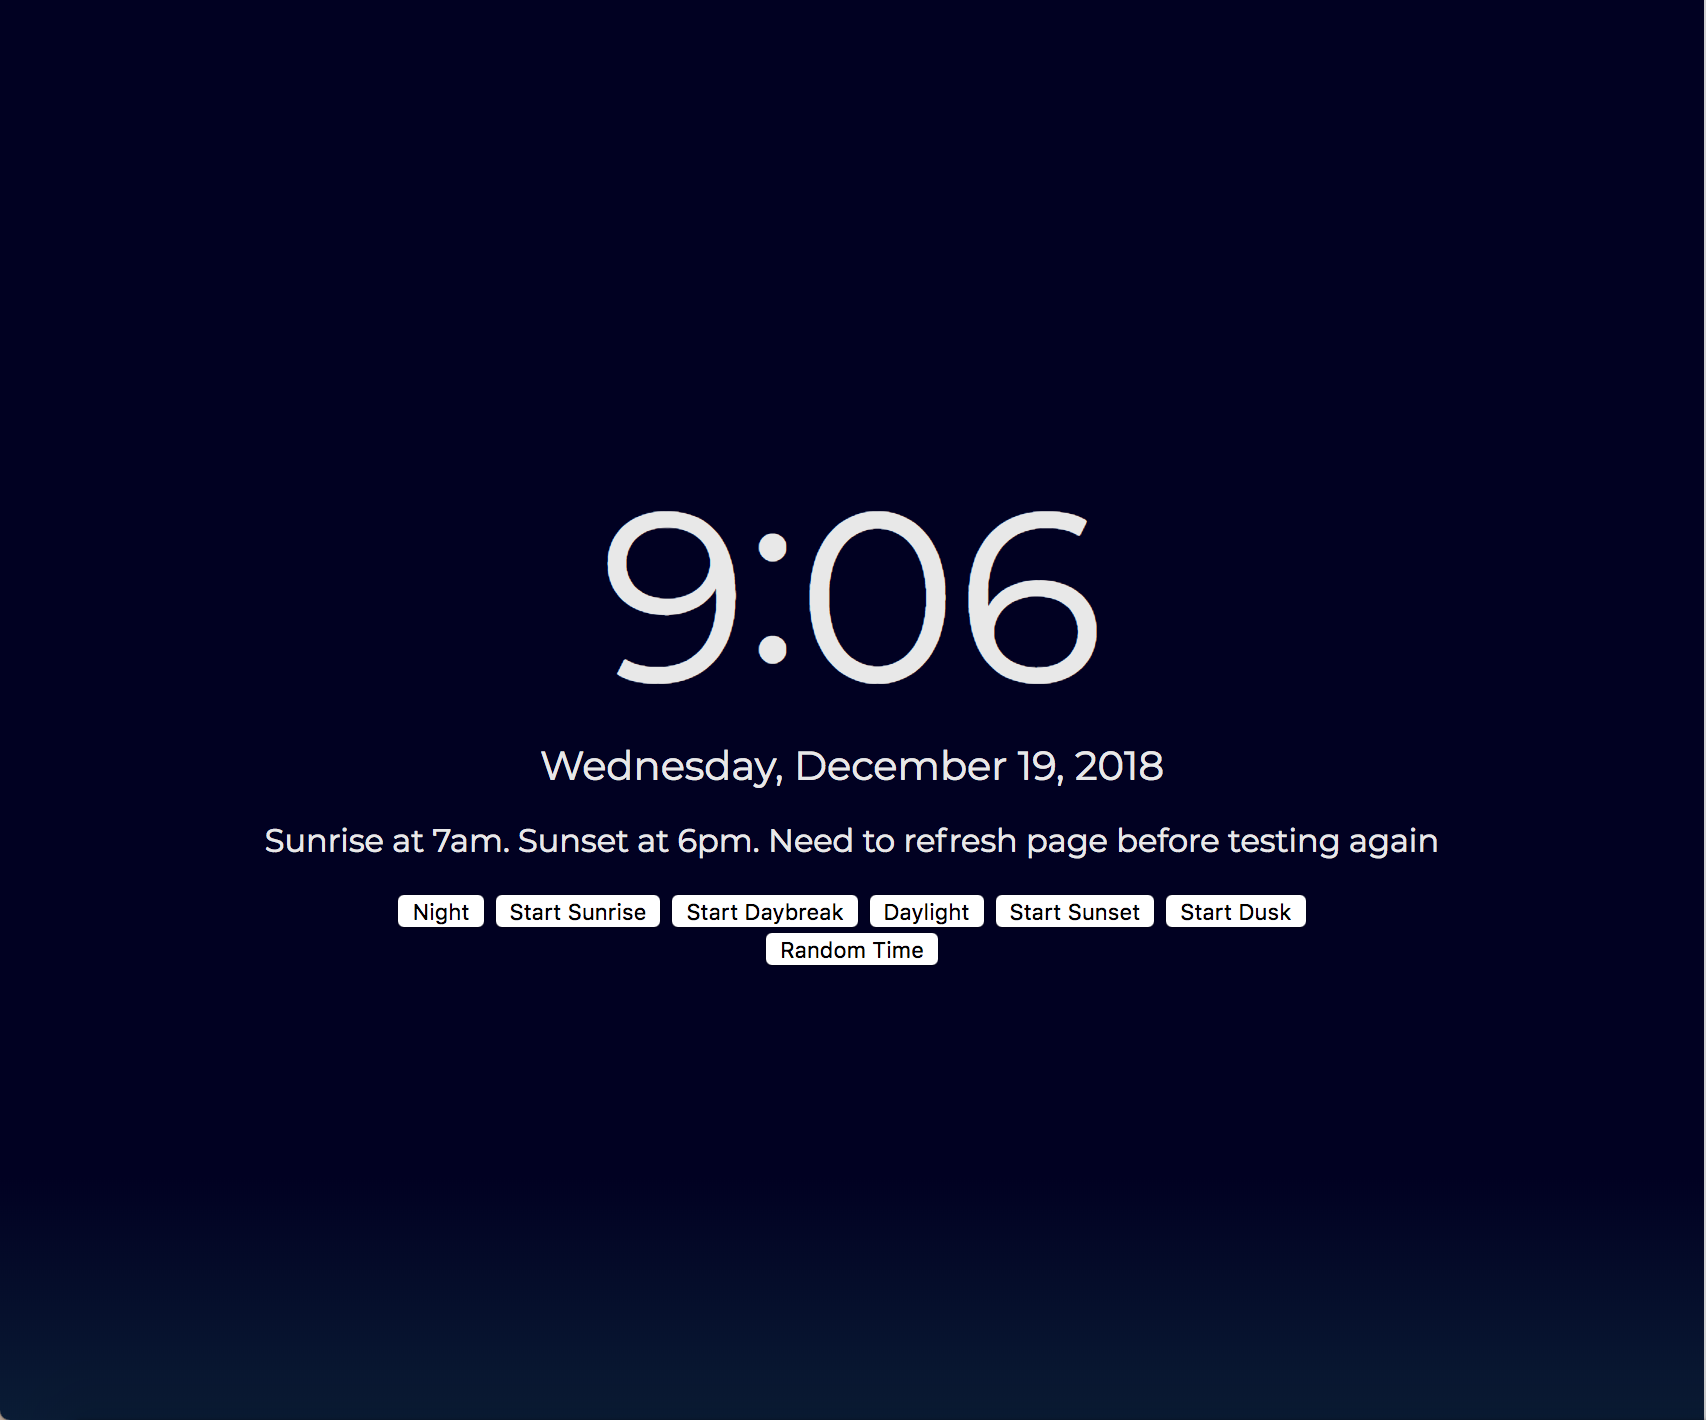 9:06
Wednesday, December 19, 2018
Sunrise at 7am. Sunset at 6pm. Need to refresh page before testing again
Night Start Sunrise Start Daybreak Daylight Start Sunset Start Dusk
Random Time